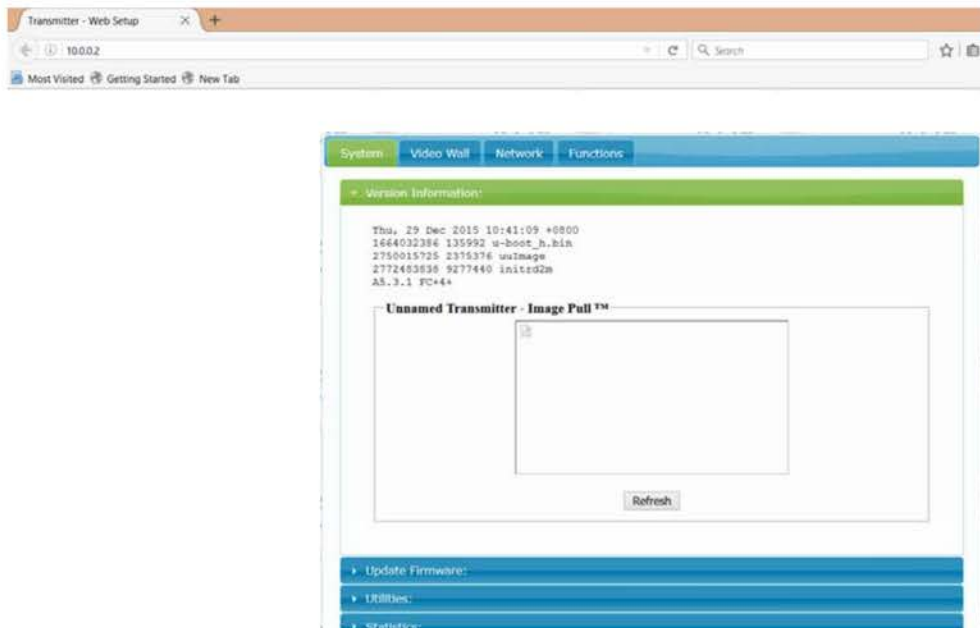 Transmitter - Web Setup
10.0.0.2
Search
Most Visited Getting Started New Tab
System Video Wall Network Functions
Version Information:
Thu, 29 Dec 2015 10:41:09 +0800
1664032386 135992 u-boot_h.bin
2750015725 2375376 uuImage
2772483838 9277440 initrd2m
A5.3.1 FC+4+
Unnamed Transmitter - Image Pull ™
Refresh
Update Firmware:
Utilities:
Statistics: